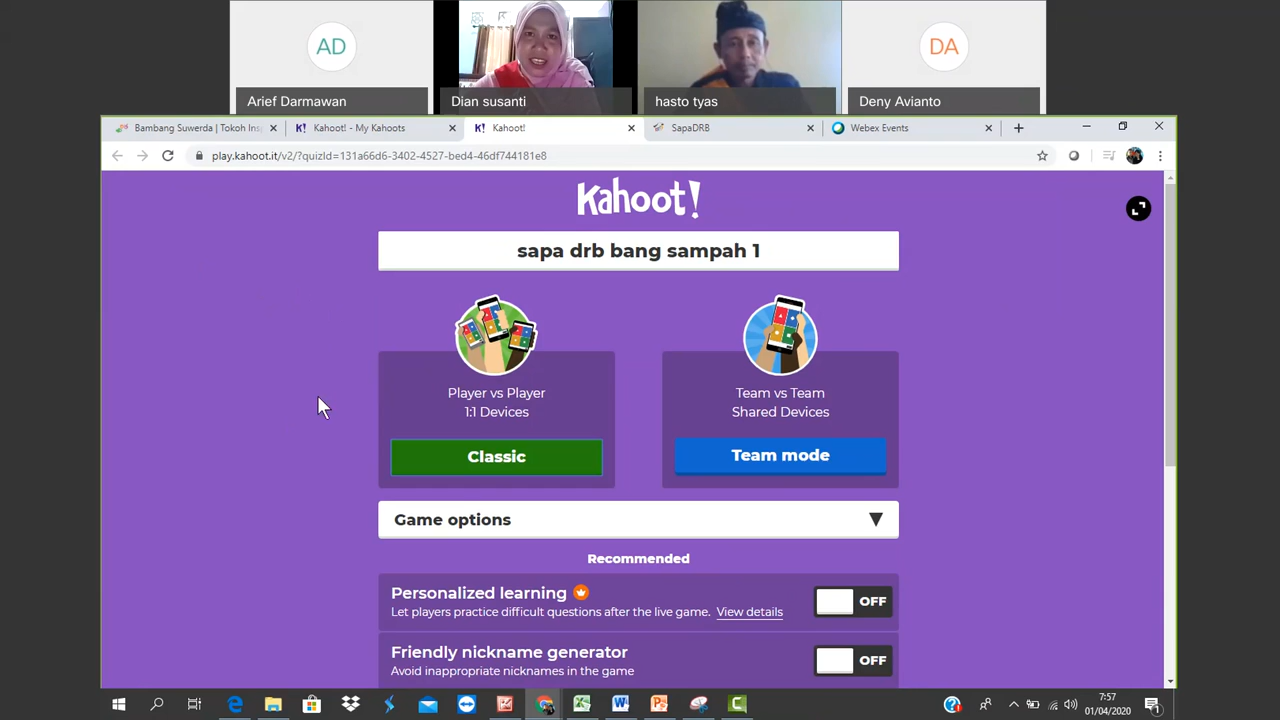 AD
DA
Arief Darmawan
Dian susanti
hasto tyas
Deny Avianto
Bambang Suwerda | Tokoh Insp
Kahoot! - My Kahoots
Kahoot!
SapaDRB
Webex Events
play.kahoot.it/v2/?quizId=131a66d6-3402-4527-bed4-46df744181e8
Kahoot!
sapa drb bang sampah 1
Player vs Player
1:1 Devices
Classic
Team vs Team
Shared Devices
Team mode
Game options
Recommended
Personalized learning
Let players practice difficult questions after the live game. View details
OFF
Friendly nickname generator
Avoid inappropriate nicknames in the game
OFF
7:57
01/04/2020